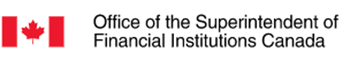 Office of the Superintendent of
Financial Institutions Canada